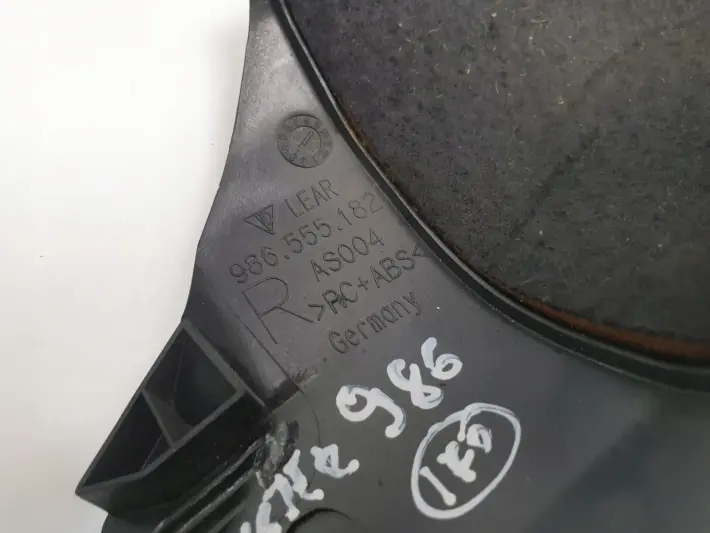 LEAR
986.555.182
AS004
R
>PC+ABS<
Germany
986